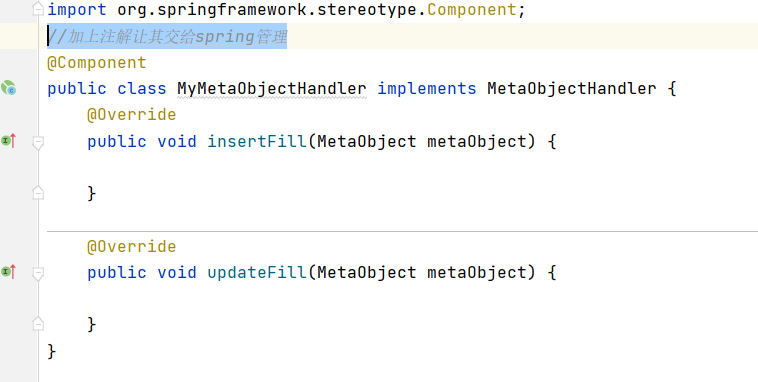 import org.springframework.stereotype.Component;
//加上注解让其交给spring管理
@Component
public class MyMetaObjectHandler implements MetaObjectHandler {
@Override
public void insertFill(MetaObject metaObject) {
}
@Override
public void updateFill(MetaObject metaObject) {
}
}